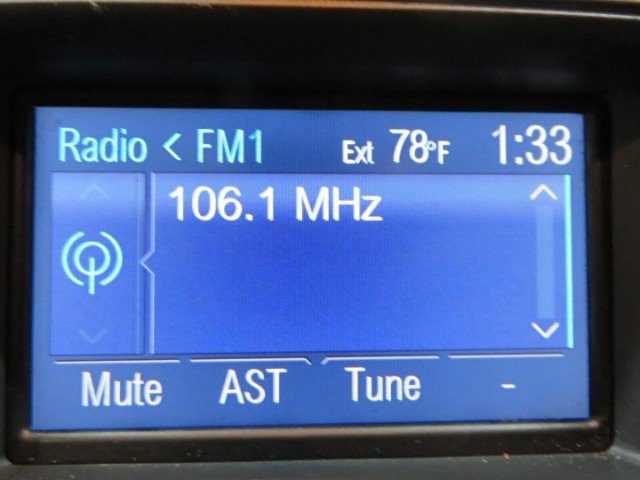 Radio < FM1 Ext 78°F 1:33
106.1 MHz
Mute AST Tune -